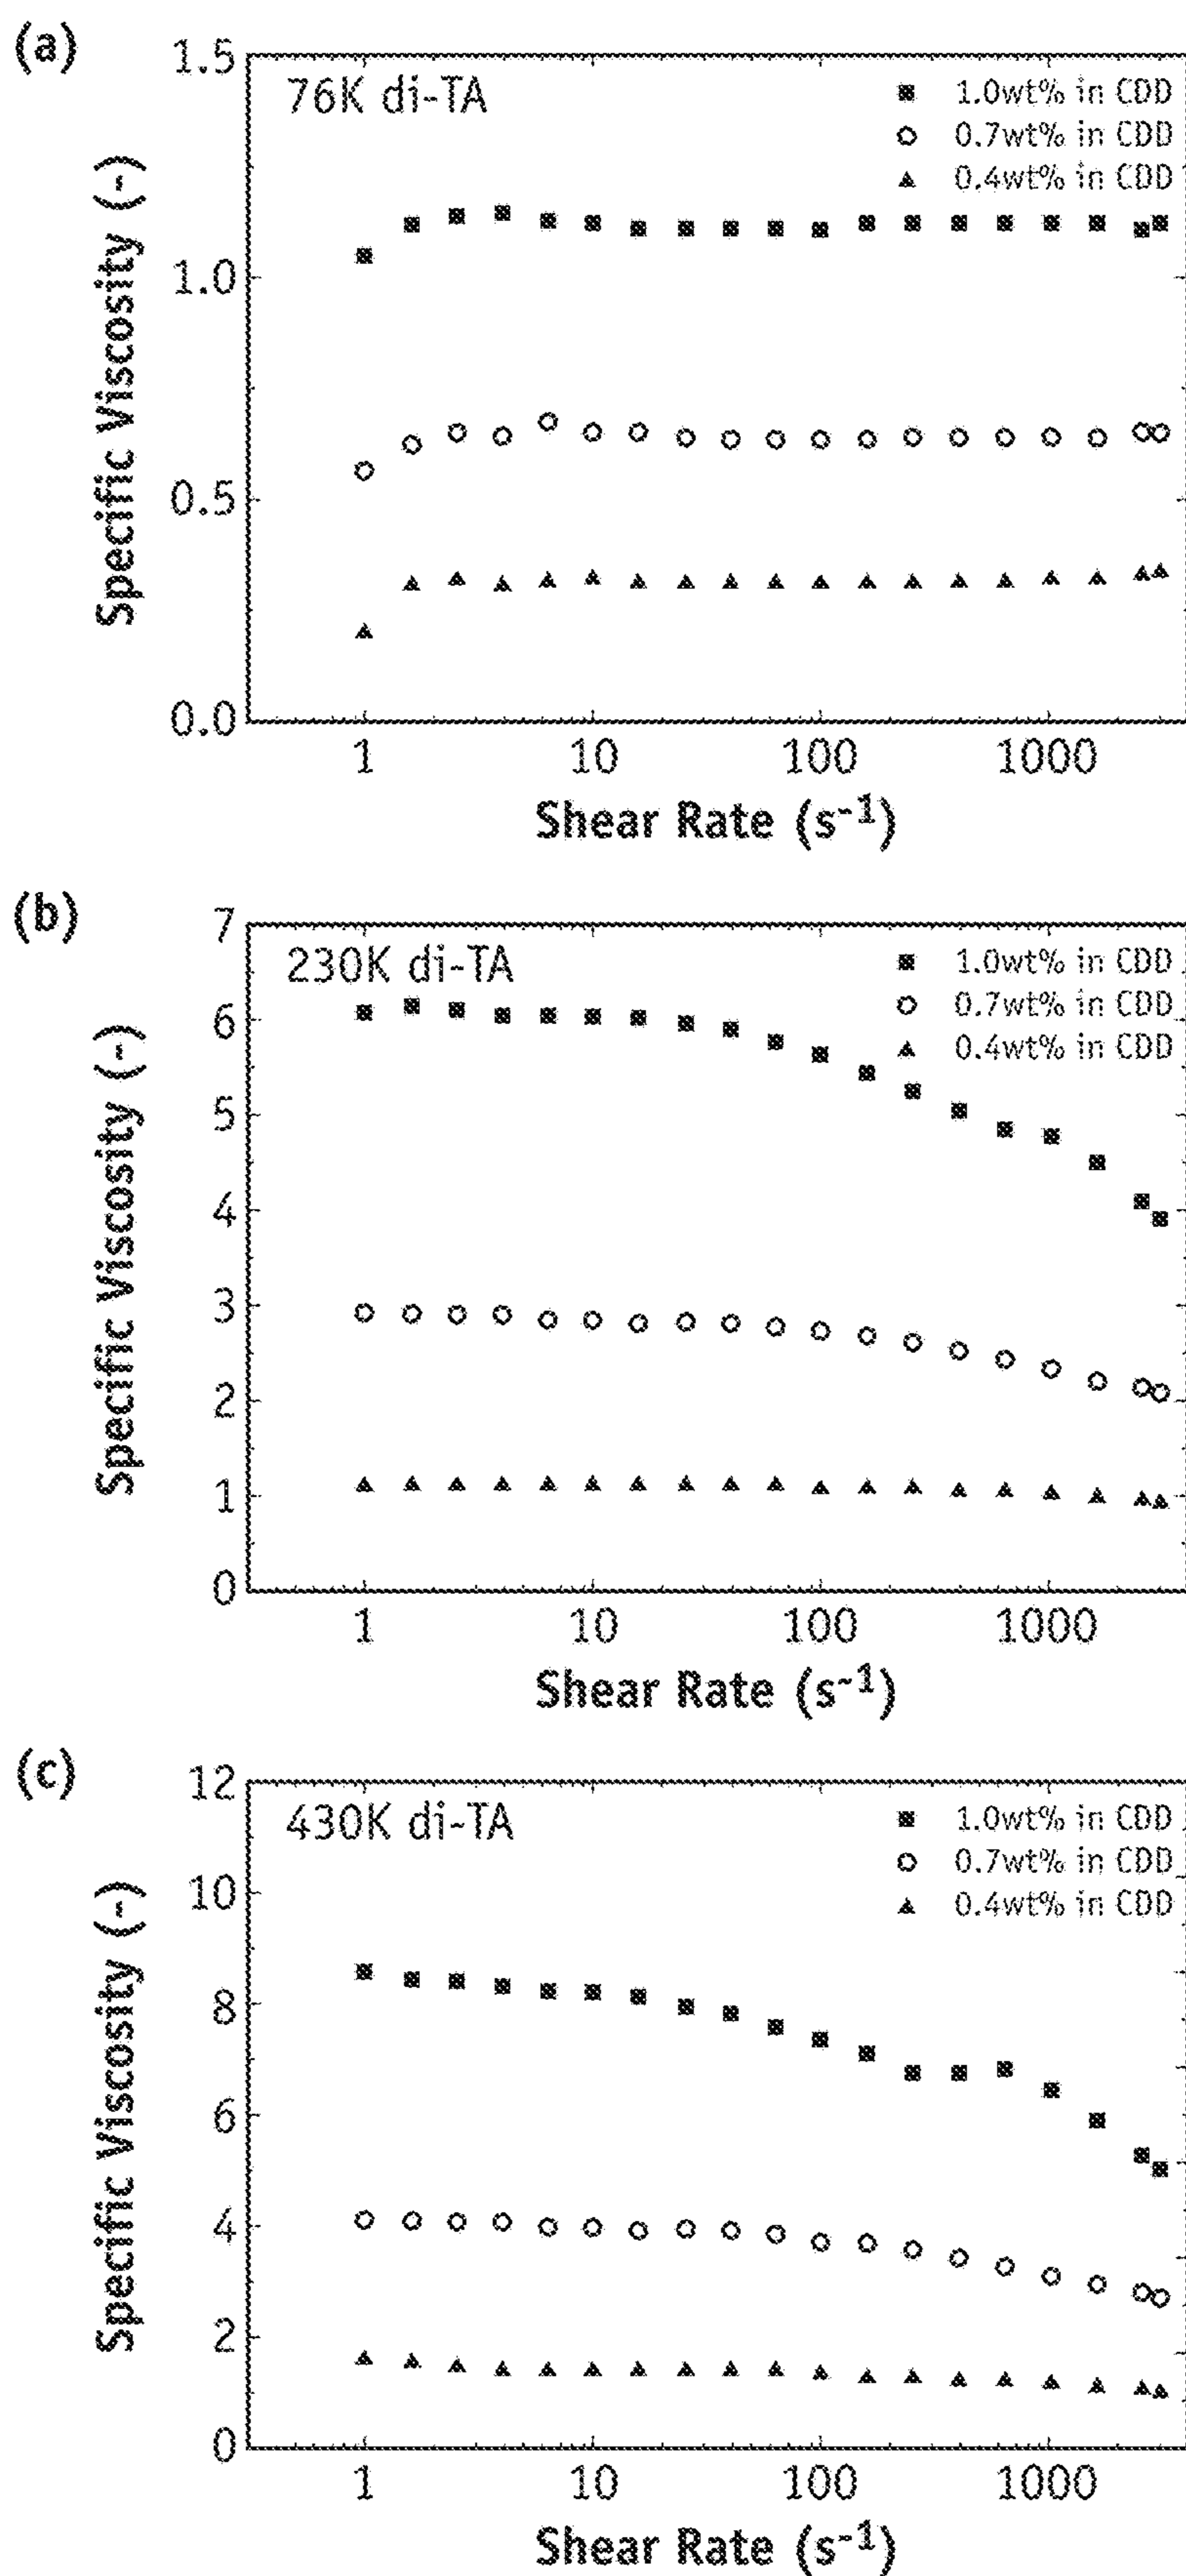 (a)
76K di-TA
1.0wt% in CDD
0.7wt% in CDD
0.4wt% in CDD
1.5
1.0
0.5
0.0
Specific Viscosity (-)
1 10 100 1000
Shear Rate (s-1)
(b)
230K di-TA
1.0wt% in CDD
0.7wt% in CDD
0.4wt% in CDD
7
6
5
4
3
2
1
0
Specific Viscosity (-)
1 10 100 1000
Shear Rate (s-1)
(c)
430K di-TA
1.0wt% in CDD
0.7wt% in CDD
0.4wt% in CDD
12
10
8
6
4
2
0
Specific Viscosity (-)
1 10 100 1000
Shear Rate (s-1)